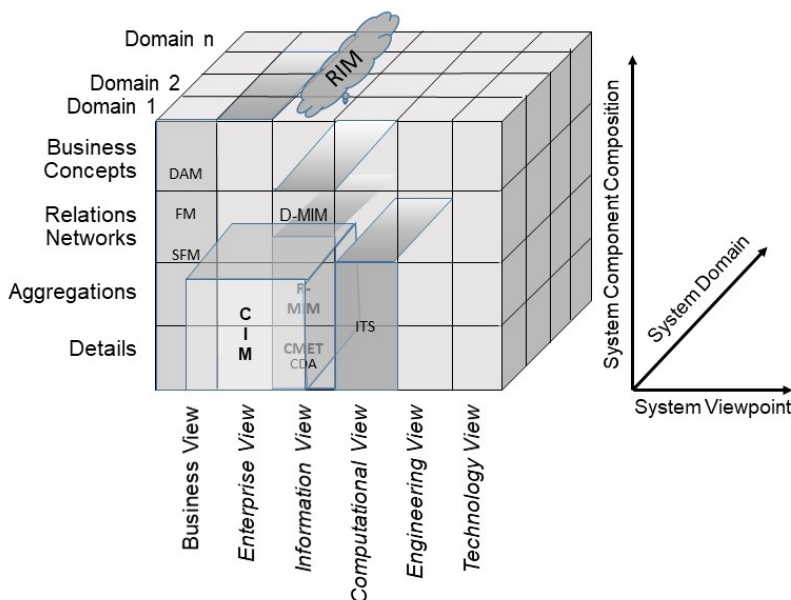 Domain n
RIM
Domain 2
Domain 1
Business
Concepts
DAM
Relations
Networks
FM
D-MIM
SFM
Aggregations
R-
MIM
C
I
M
ITS
Details
CMET
CDA
Business View
Enterprise View
Information View
Computational View
Engineering View
Technology View
System Component Composition
System Domain
System Viewpoint